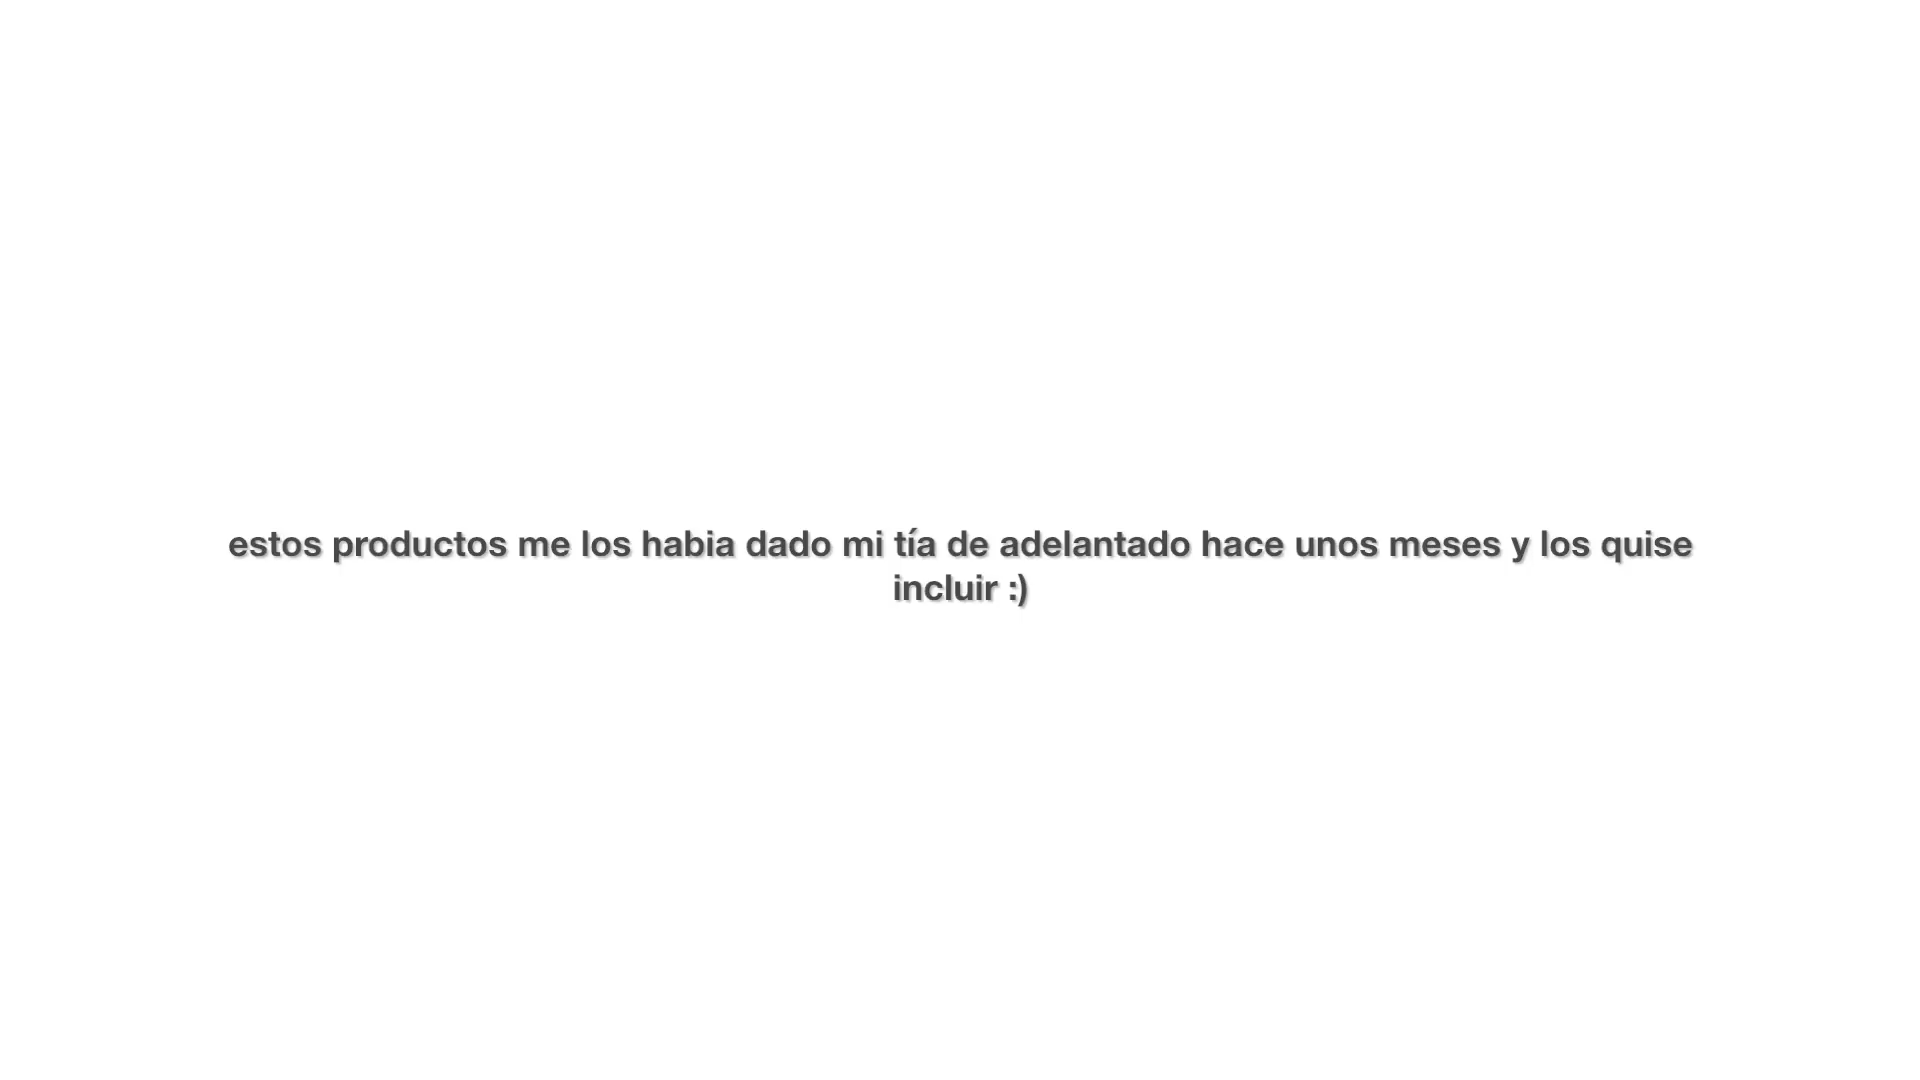 estos productos me los habia dado mi tía de adelantado hace unos meses y los quise
incluir :)